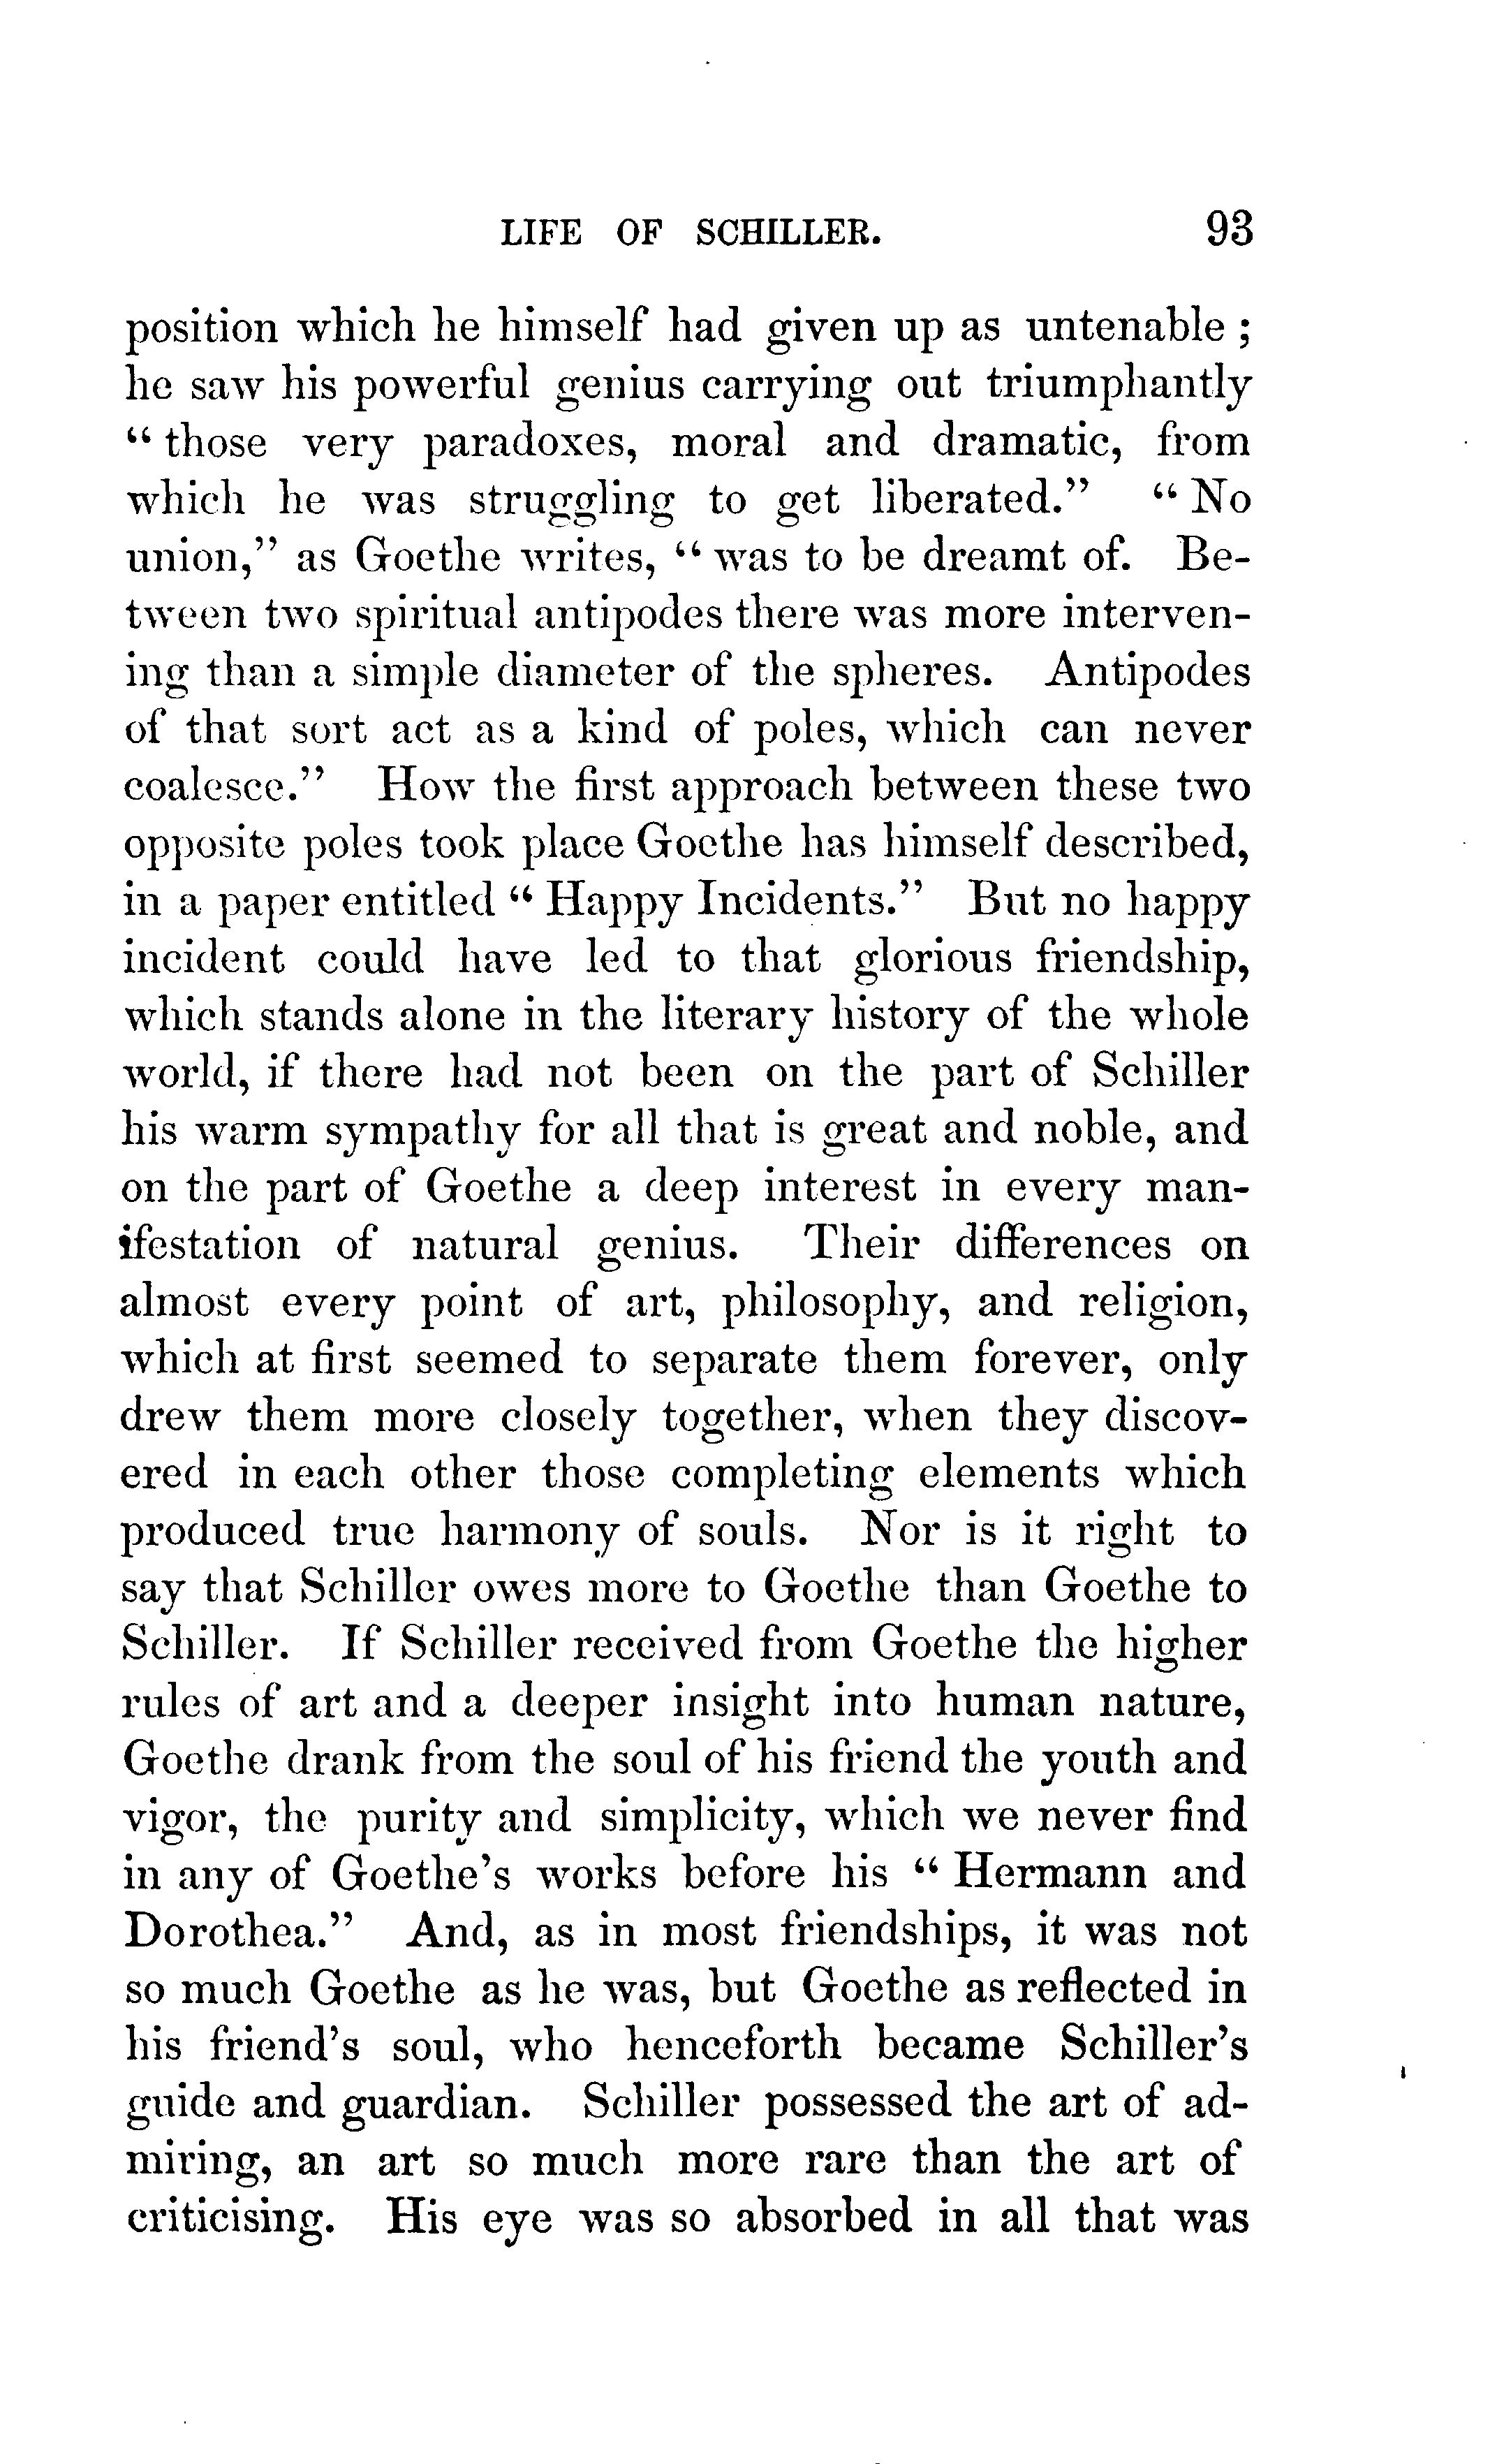 LIFE OF SCHILLER. 93
position which he himself had given up as untenable ;
he saw his powerful genius carrying out triumphantly
“ those very paradoxes, moral and dramatic, from
which he was struggling to get liberated.” “ No
union,” as Goethe writes, “ was to be dreamt of. Be-
tween two spiritual antipodes there was more interven-
ing than a simple diameter of the spheres. Antipodes
of that sort act as a kind of poles, which can never
coalesce.” How the first approach between these two
opposite poles took place Goethe has himself described,
in a paper entitled “ Happy Incidents.” But no happy
incident could have led to that glorious friendship,
which stands alone in the literary history of the whole
world, if there had not been on the part of Schiller
his warm sympathy for all that is great and noble, and
on the part of Goethe a deep interest in every man-
ifestation of natural genius. Their differences on
almost every point of art, philosophy, and religion,
which at first seemed to separate them forever, only
drew them more closely together, when they discov-
ered in each other those completing elements which
produced true harmony of souls. Nor is it right to
say that Schiller owes more to Goethe than Goethe to
Schiller. If Schiller received from Goethe the higher
rules of art and a deeper insight into human nature,
Goethe drank from the soul of his friend the youth and
vigor, the purity and simplicity, which we never find
in any of Goethe’s works before his “ Hermann and
Dorothea.” And, as in most friendships, it was not
so much Goethe as he was, but Goethe as reflected in
his friend’s soul, who henceforth became Schiller’s
guide and guardian. Schiller possessed the art of ad-
miring, an art so much more rare than the art of
criticising. His eye was so absorbed in all that was